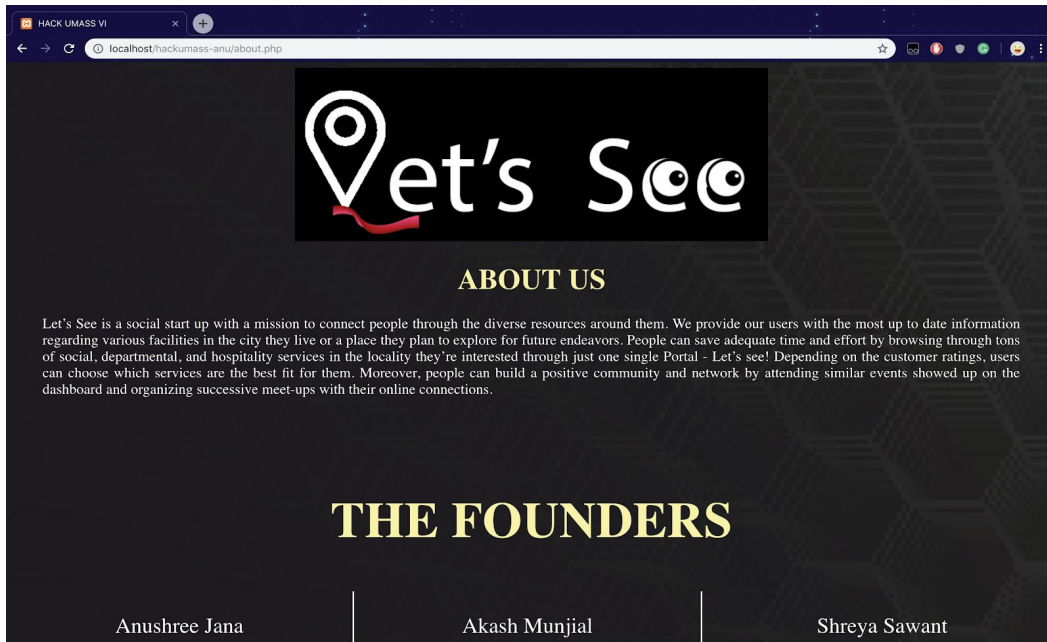 HACK UMASS VI
localhost/hackumass-anu/about.php
Let's See
ABOUT US
Let's See is a social start up with a mission to connect people through the diverse resources around them. We provide our users with the most up to date information
regarding various facilities in the city they live or a place they plan to explore for future endeavors. People can save adequate time and effort by browsing through tons
of social, departmental, and hospitality services in the locality they're interested through just one single Portal - Let's see! Depending on the customer ratings, users
can choose which services are the best fit for them. Moreover, people can build a positive community and network by attending similar events showed up on the
dashboard and organizing successive meet-ups with their online connections.
THE FOUNDERS
Anushree Jana
Akash Munjial
Shreya Sawant